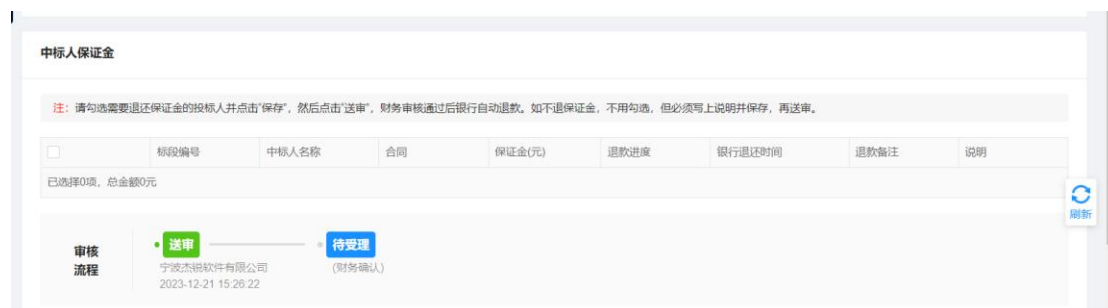 中标人保证金
注：请勾选需要退还保证金的投标人并点击"保存"，然后点击"送审"，财务审核通过后银行自动退款。如不退保证金，不用勾选，但必须写上说明并保存，再送审。
标段编号 中标人名称 合同 保证金(元) 退款进度 银行退还时间 退款备注 说明
已选择0项，总金额0元
刷新
审核
流程
送审 待受理
宁波杰锐软件有限公司 (财务确认)
2023-12-21 15:26:22